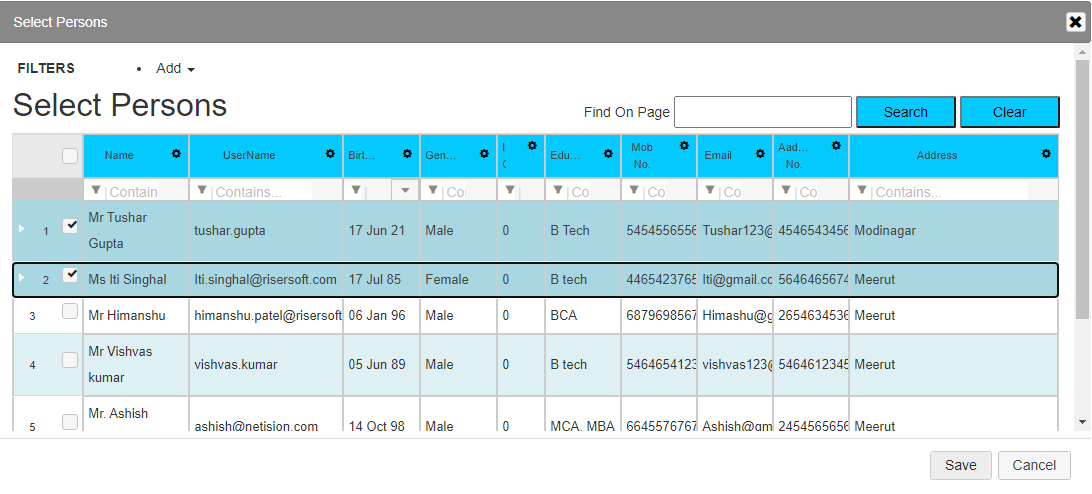 Select Persons
FILTERS • Add
Select Persons
Find On Page Search Clear
Name UserName Birt... Gen... Edu... Mob No. Email Aad... No. Address
Contain Contains... Co Co Co Co Co Contains...
1 Mr Tushar Gupta tushar.gupta 17 Jun 21 Male 0 B Tech 5454556556 Tushar123@ 4546543456 Modinagar
2 Ms Iti Singhal Iti.singhal@risersoft.com 17 Jul 85 Female 0 B tech 4465423765 Iti@gmail.co 5646465674 Meerut
3 Mr Himanshu himanshu.patel@risersoft 06 Jan 96 Male 0 BCA 6879698567 Himashu@g 2654634536 Meerut
4 Mr Vishvas kumar vishvas.kumar 05 Jun 89 Male 0 B tech 5464654123 vishvas123@ 5464612345 Meerut
5 Mr. Ashish ashish@netision.com 14 Oct 98 Male 0 MCA, MBA 6645576767 Ashish@gm 2454565656 Meerut
Save Cancel